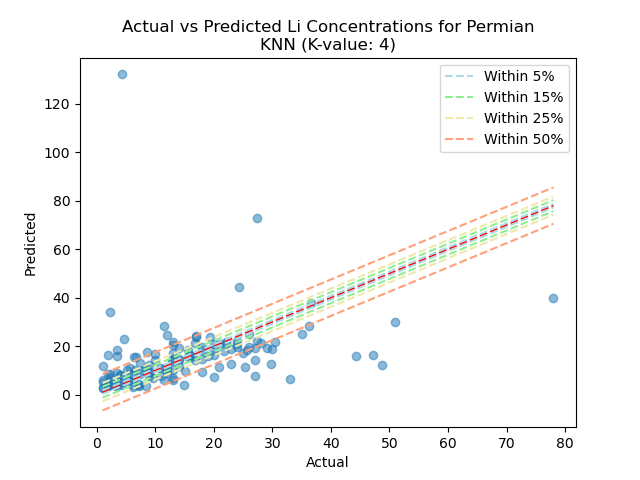 Actual vs Predicted Li Concentrations for Permian
KNN (K-value: 4)
Within 5%
Within 15%
Within 25%
Within 50%
120
100
80
60
40
20
0
Predicted
0 10 20 30 40 50 60 70 80
Actual